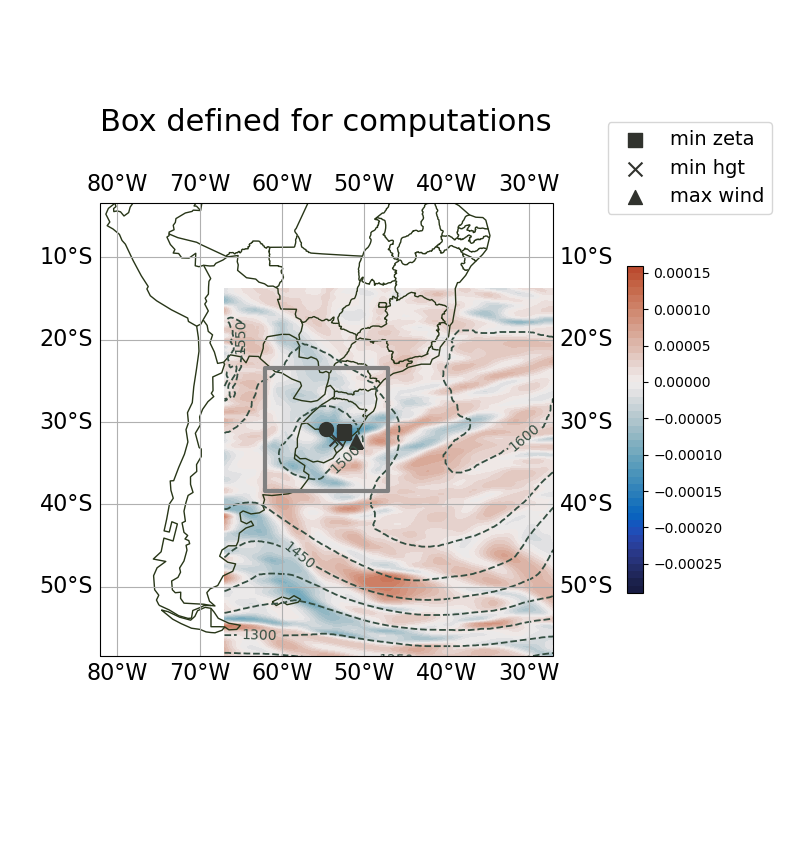 Box defined for computations
min zeta
min hgt
max wind
80°W 70°W 60°W 50°W 40°W 30°W
10°S 10°S
20°S 20°S
30°S 30°S
40°S 40°S
50°S 50°S
80°W 70°W 60°W 50°W 40°W 30°W
1550
1500
1600
1450
1300
0.00015
0.00010
0.00005
0.00000
−0.00005
−0.00010
−0.00015
−0.00020
−0.00025